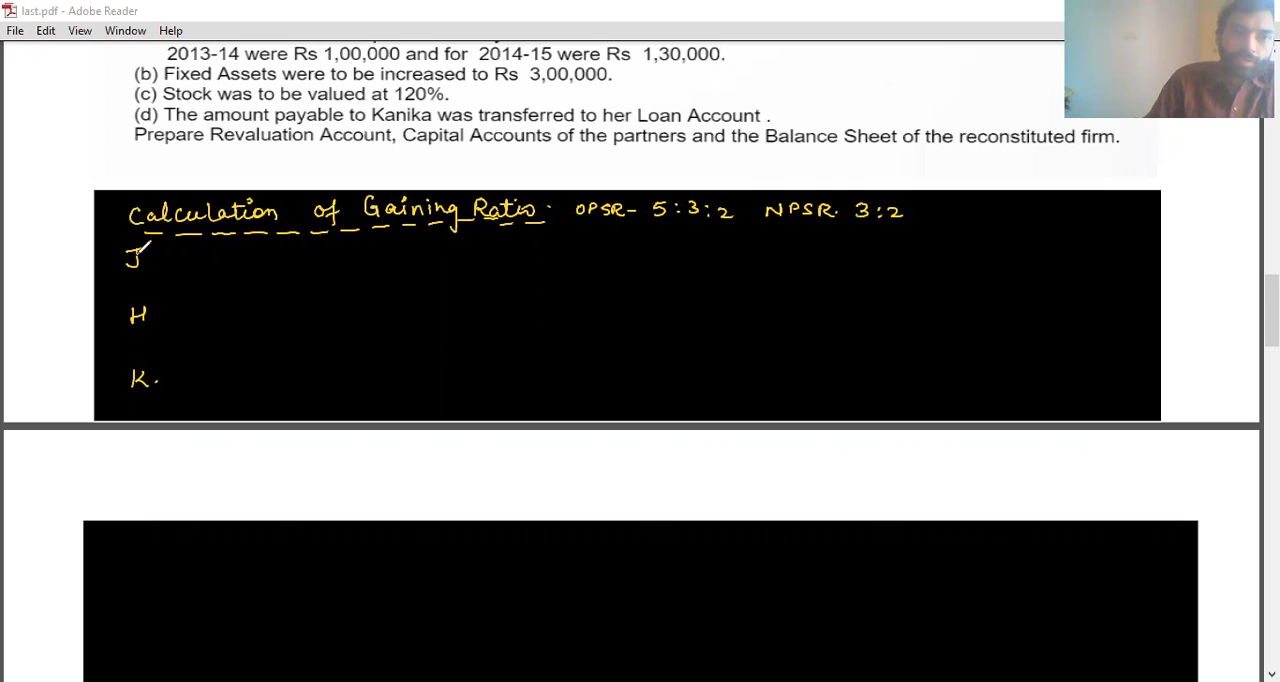 last.pdf - Adobe Reader
File Edit View Window Help
2013-14 were Rs 1,00,000 and for 2014-15 were Rs 1,30,000.
(b) Fixed Assets were to be increased to Rs 3,00,000.
(c) Stock was to be valued at 120%.
(d) The amount payable to Kanika was transferred to her Loan Account .
Prepare Revaluation Account, Capital Accounts of the partners and the Balance Sheet of the reconstituted firm.
Calculation of Gaining Ratio. OPSR- 5:3:2 NPSR. 3:2
J
H
K.